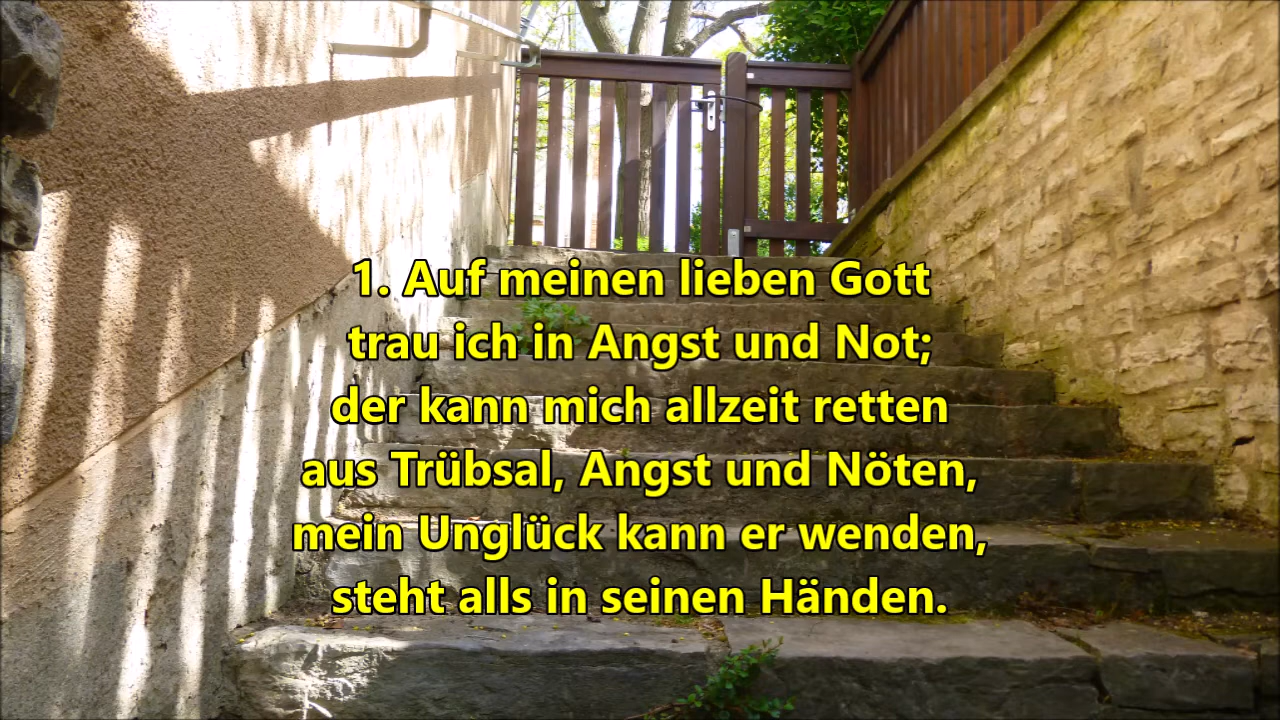 1. Auf meinen lieben Gott
trau ich in Angst und Not;
der kann mich allzeit retten
aus Trübsal, Angst und Nöten,
mein Unglück kann er wenden,
steht alls in seinen Händen.